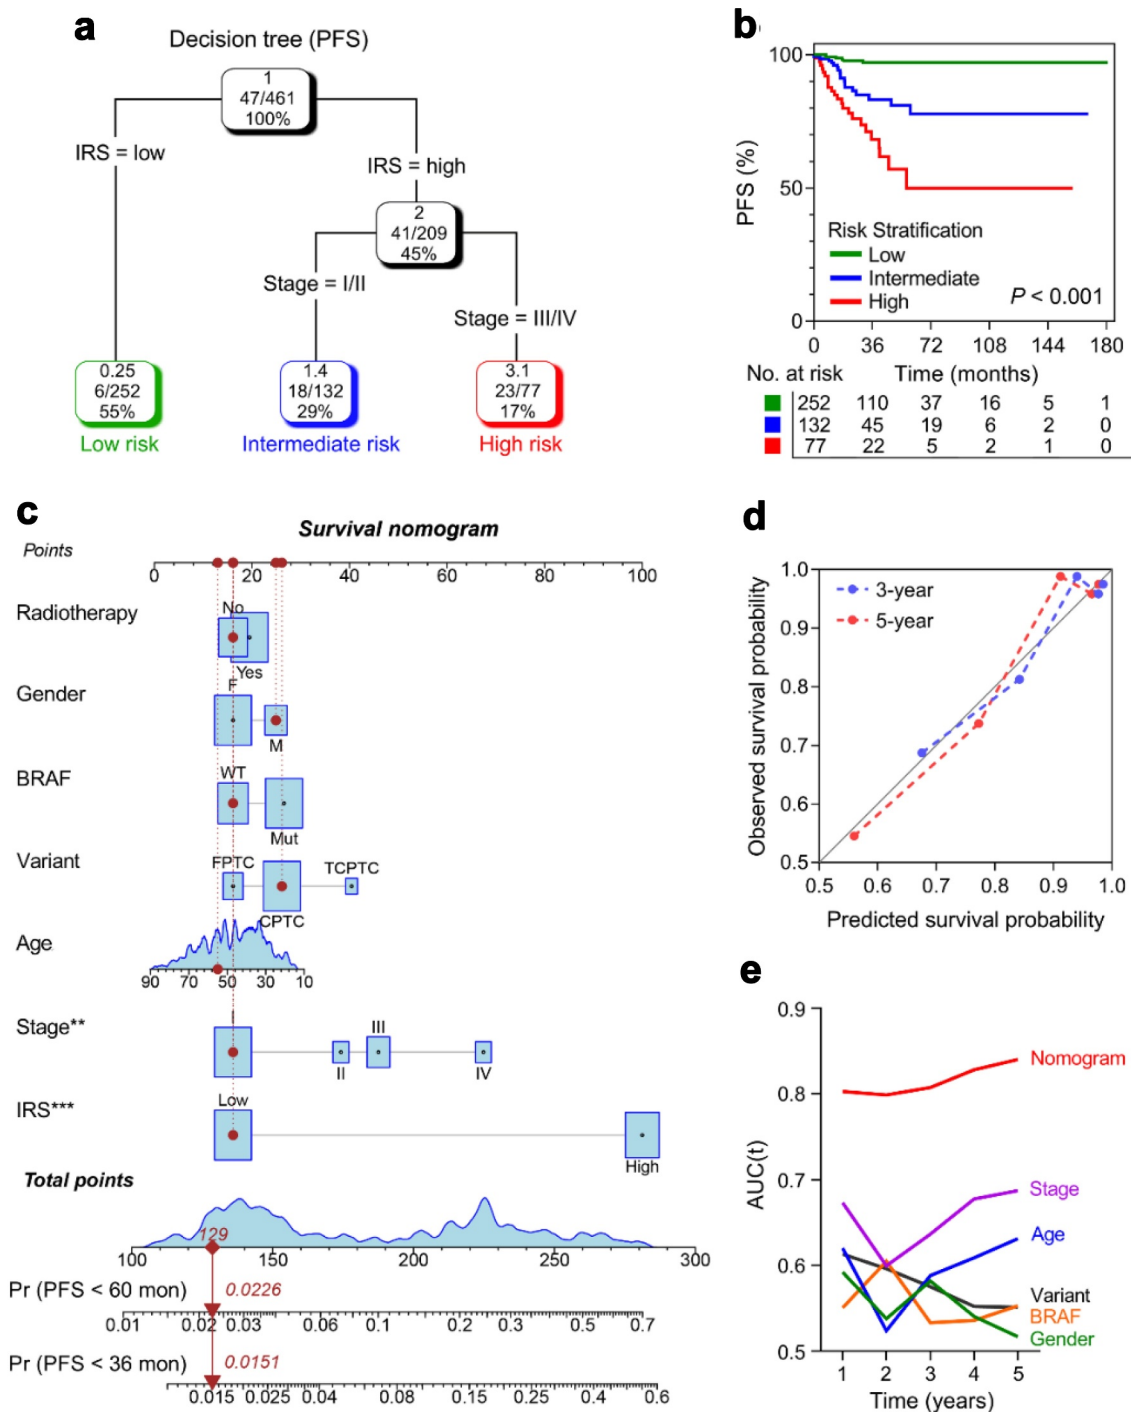 a
Decision tree (PFS)
1
47/461
100%
IRS = low
IRS = high
2
41/209
45%
Stage = I/II
Stage = III/IV
0.25
6/252
55%
1.4
18/132
29%
3.1
23/77
17%
Low risk
Intermediate risk
High risk
b
100
50
0
PFS (%)
Risk Stratification
Low
Intermediate
High
P < 0.001
0 36 72 108 144 180
No. at risk
Time (months)
252 110 37 16 5 1
132 45 19 6 2 0
77 22 5 2 1 0
c
Survival nomogram
Points
0 20 40 60 80 100
Radiotherapy
No
Yes
Gender
F
M
BRAF
WT
Mut
Variant
FPTC
TCPTC
CPTC
Age
90 70 50 30 10
Stage**
I
III
II
IV
IRS***
Low
High
Total points
129
100 150 200 250 300
Pr (PFS < 60 mon)
0.0226
0.01 0.02 0.03 0.06 0.1 0.2 0.3 0.5 0.7
Pr (PFS < 36 mon)
0.0151
0.015 0.025 0.04 0.08 0.15 0.25 0.4 0.6
d
1.0
0.9
0.8
0.7
0.6
0.5
Observed survival probability
3-year
5-year
0.5 0.6 0.7 0.8 0.9 1.0
Predicted survival probability
e
0.9
0.8
0.7
0.6
0.5
AUC(t)
Nomogram
Stage
Age
Variant
BRAF
Gender
1 2 3 4 5
Time (years)